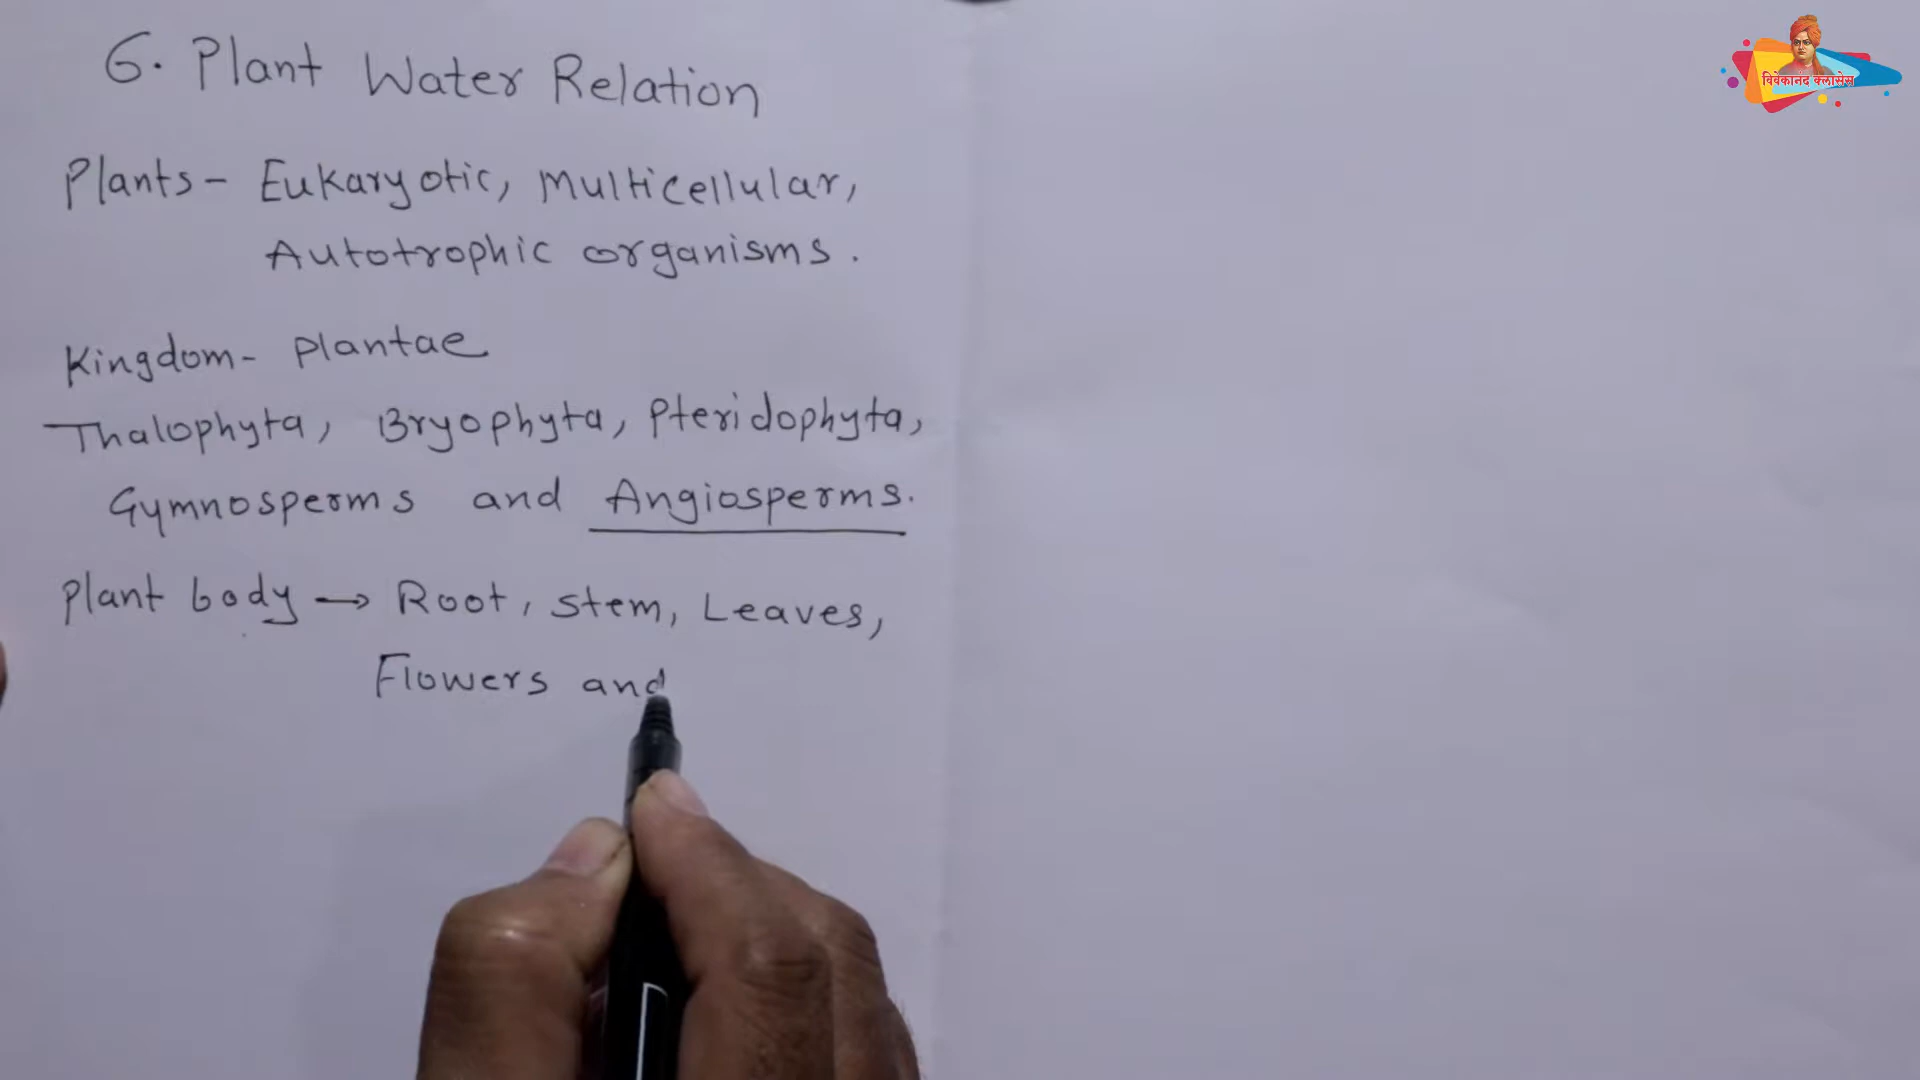 6. Plant Water Relation
Plants- Eukaryotic, Multicellular,
Autotrophic organisms.
Kingdom- Plantae
Thalophyta, Bryophyta, Pteridophyta,
Gymnosperms and Angiosperms.
Plant body → Root, Stem, Leaves,
Flowers and
विवेकानंद क्लासेस